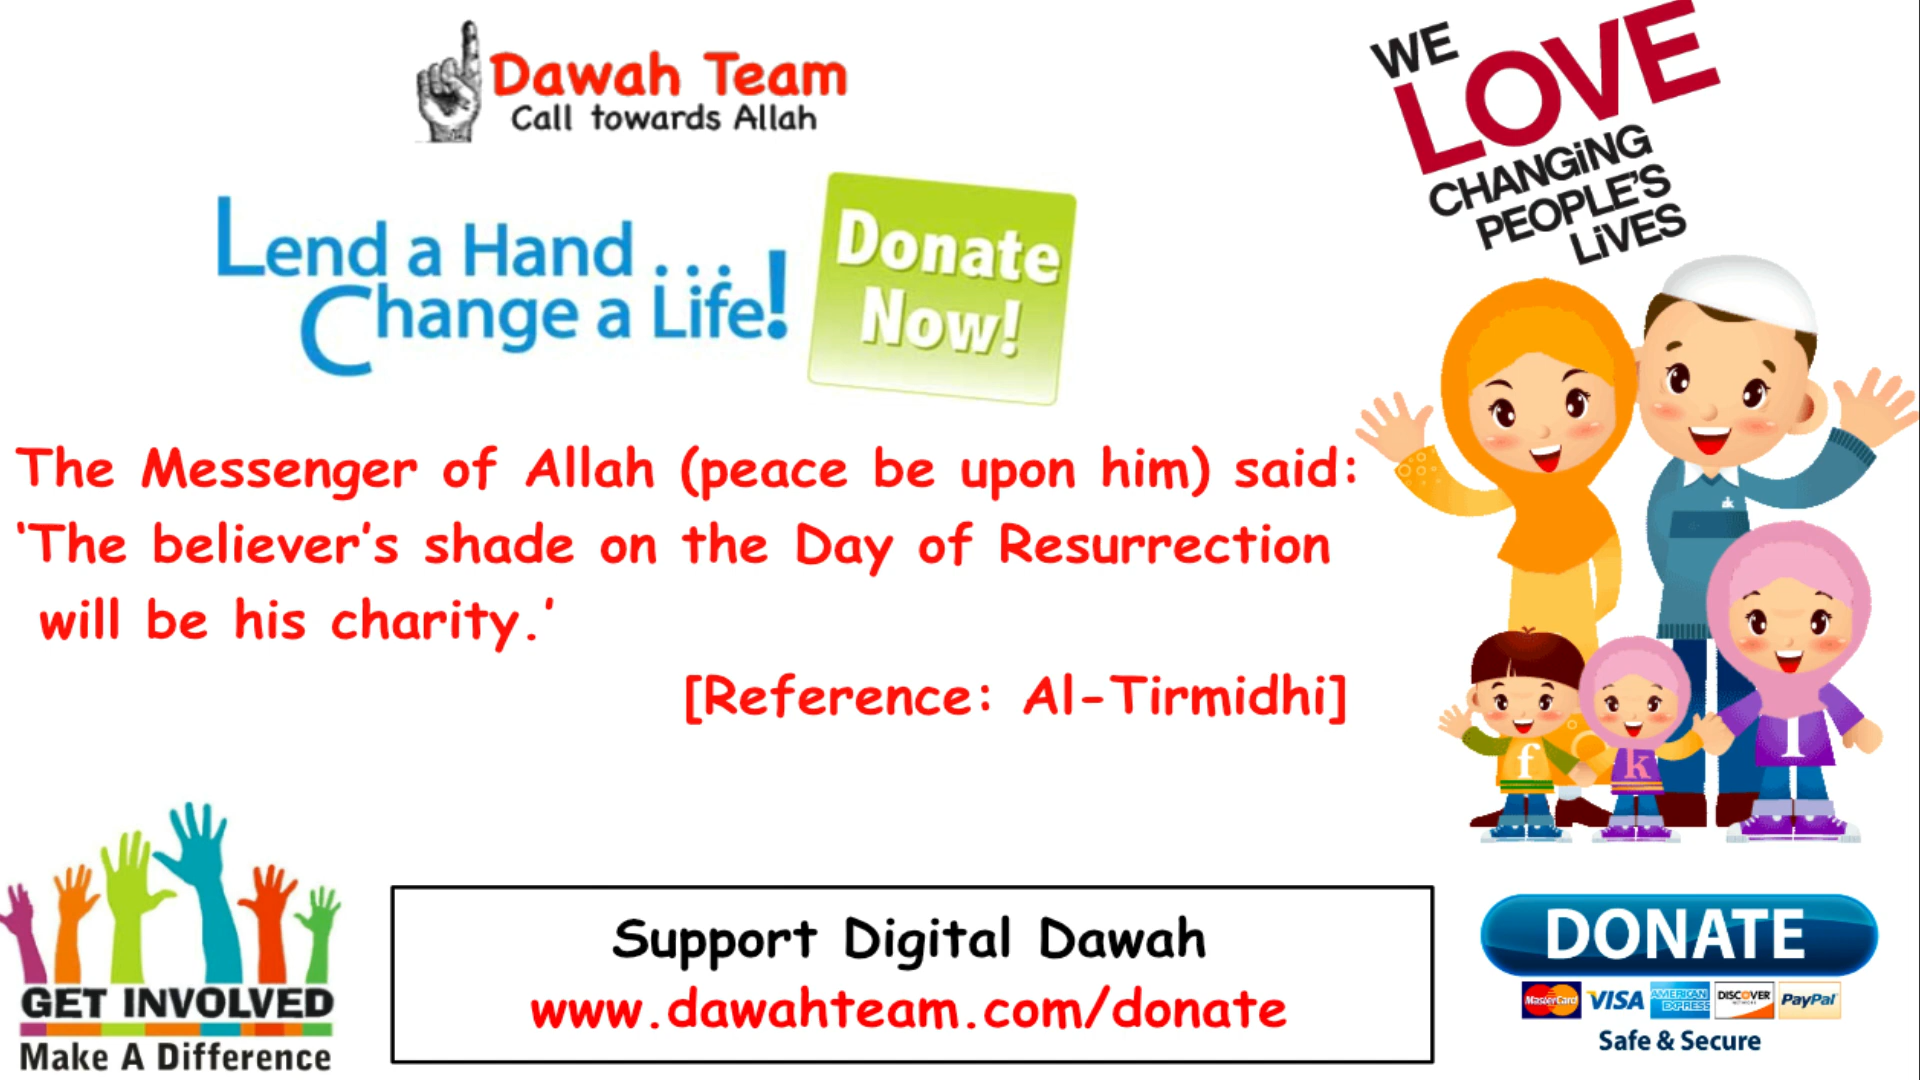 Dawah Team
Call towards Allah
WE
LOVE
CHANGiNG
PEOPLE'S
LiVES
Lend a Hand ...
Change a Life!
Donate
Now!
The Messenger of Allah (peace be upon him) said:
‘The believer’s shade on the Day of Resurrection
will be his charity.’
[Reference: Al-Tirmidhi]
f
k
l
GET INVOLVED
Make A Difference
Support Digital Dawah
www.dawahteam.com/donate
DONATE
MasterCard VISA AMERICAN EXPRESS DISCOVER PayPal
Safe & Secure